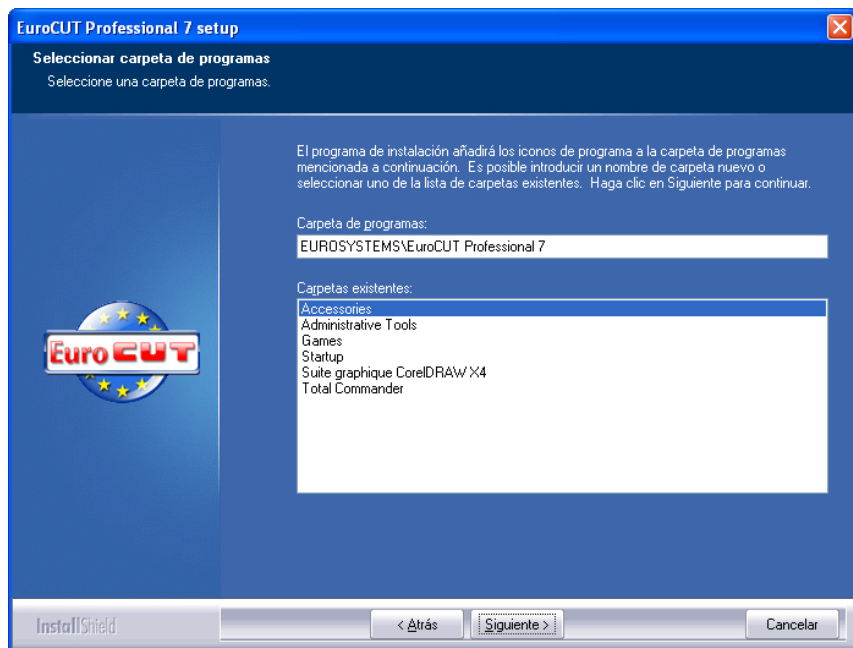 EuroCUT Professional 7 setup
Seleccionar carpeta de programas
Seleccione una carpeta de programas.
El programa de instalación añadirá los iconos de programa a la carpeta de programas
mencionada a continuación. Es posible introducir un nombre de carpeta nuevo o
seleccionar uno de la lista de carpetas existentes. Haga clic en Siguiente para continuar.
Carpeta de programas:
EUROSYSTEMS\EuroCUT Professional 7
Carpetas existentes:
Accessories
Administrative Tools
Games
Startup
Suite graphique CorelDRAW X4
Total Commander
Euro CUT
InstallShield
< Atrás
Siguiente >
Cancelar